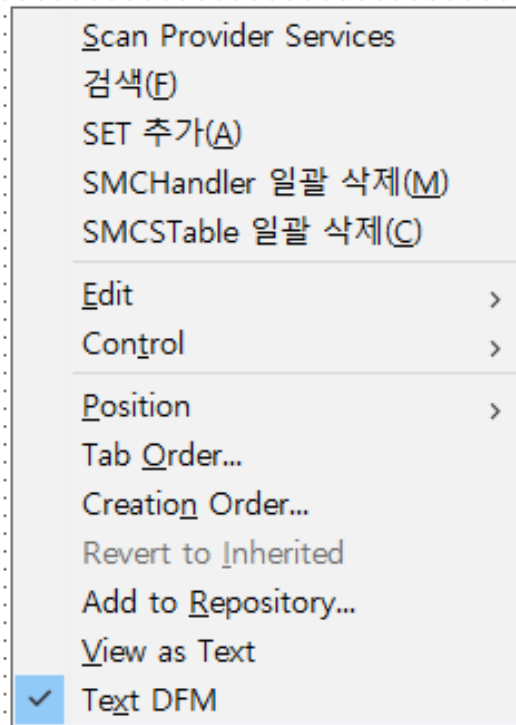 Scan Provider Services
검색(F)
SET 추가(A)
SMCHandler 일괄 삭제(M)
SMCSTable 일괄 삭제(C)
Edit
Control
Position
Tab Order...
Creation Order...
Revert to Inherited
Add to Repository...
View as Text
Text DFM